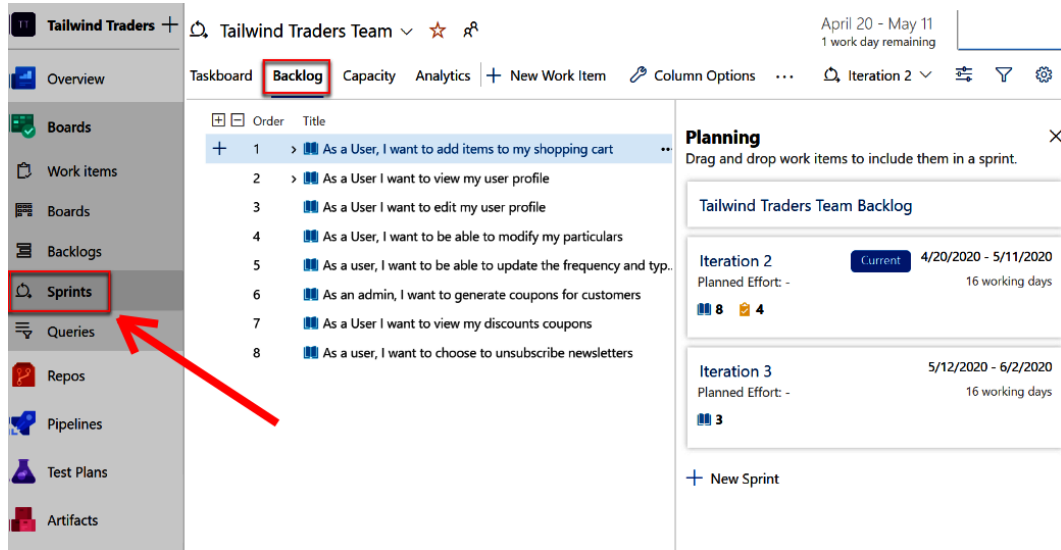 TT Tailwind Traders +
Overview
Boards
Work items
Boards
Backlogs
Sprints
Queries
Repos
Pipelines
Test Plans
Artifacts
Tailwind Traders Team
April 20 - May 11
1 work day remaining
Taskboard Backlog Capacity Analytics + New Work Item Column Options ... Iteration 2
Order Title
+ 1 > As a User, I want to add items to my shopping cart ...
2 > As a User I want to view my user profile
3 As a User I want to edit my user profile
4 As a User, I want to be able to modify my particulars
5 As a user, I want to be able to update the frequency and typ..
6 As an admin, I want to generate coupons for customers
7 As a User I want to view my discounts coupons
8 As a user, I want to choose to unsubscribe newsletters
Planning
Drag and drop work items to include them in a sprint.
Tailwind Traders Team Backlog
Iteration 2 Current 4/20/2020 - 5/11/2020
Planned Effort: - 16 working days
8 4
Iteration 3 5/12/2020 - 6/2/2020
Planned Effort: - 16 working days
3
+ New Sprint